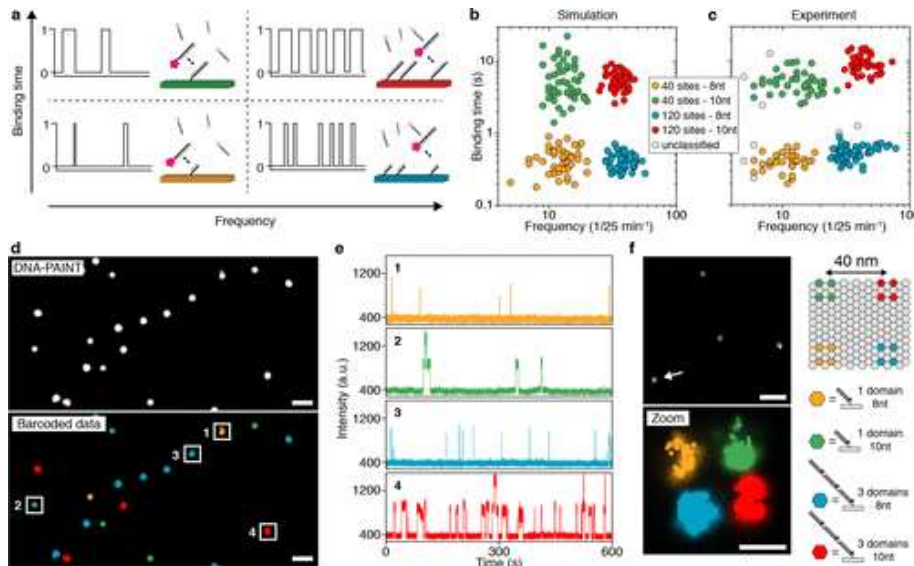 a
Binding time
1
0
1
0
1
0
1
0
Frequency
b
Simulation
Binding time (s)
10
1
0.1
10
100
Frequency (1/25 min⁻¹)
40 sites - 8nt
40 sites - 10nt
120 sites - 8nt
120 sites - 10nt
unclassified
c
Experiment
10
100
Frequency (1/25 min⁻¹)
d
DNA-PAINT
Barcoded data
1
3
2
4
e
Intensity (a.u.)
1
1200
400
2
1200
400
3
1200
400
4
1200
400
0
300
600
Time (s)
f
Zoom
40 nm
= 1 domain
8nt
= 1 domain
10nt
= 3 domains
8nt
= 3 domains
10nt